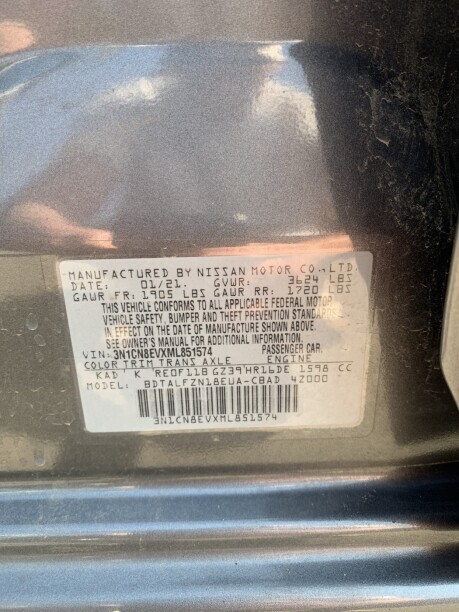 MANUFACTURED BY NISSAN MOTOR CO., LTD.
DATE: 01/21. GVWR: 3624 LBS
GAWR FR: 1905 LBS GAWR RR: 1720 LBS
THIS VEHICLE CONFORMS TO ALL APPLICABLE FEDERAL MOTOR
VEHICLE SAFETY, BUMPER AND THEFT PREVENTION STANDARDS
IN EFFECT ON THE DATE OF MANUFACTURE SHOWN ABOVE.
SEE OWNER'S MANUAL FOR ADDITIONAL INFORMATION.
VIN: 3N1CN8EVXML851574 PASSENGER CAR
COLOR TRIM TRANS AXLE ENGINE
KAD K RE0F11B GZ39 HR16DE 1598 CC
MODEL: BDTALFZN18EUA-CBAD 4Z000
3N1CN8EVXML851574